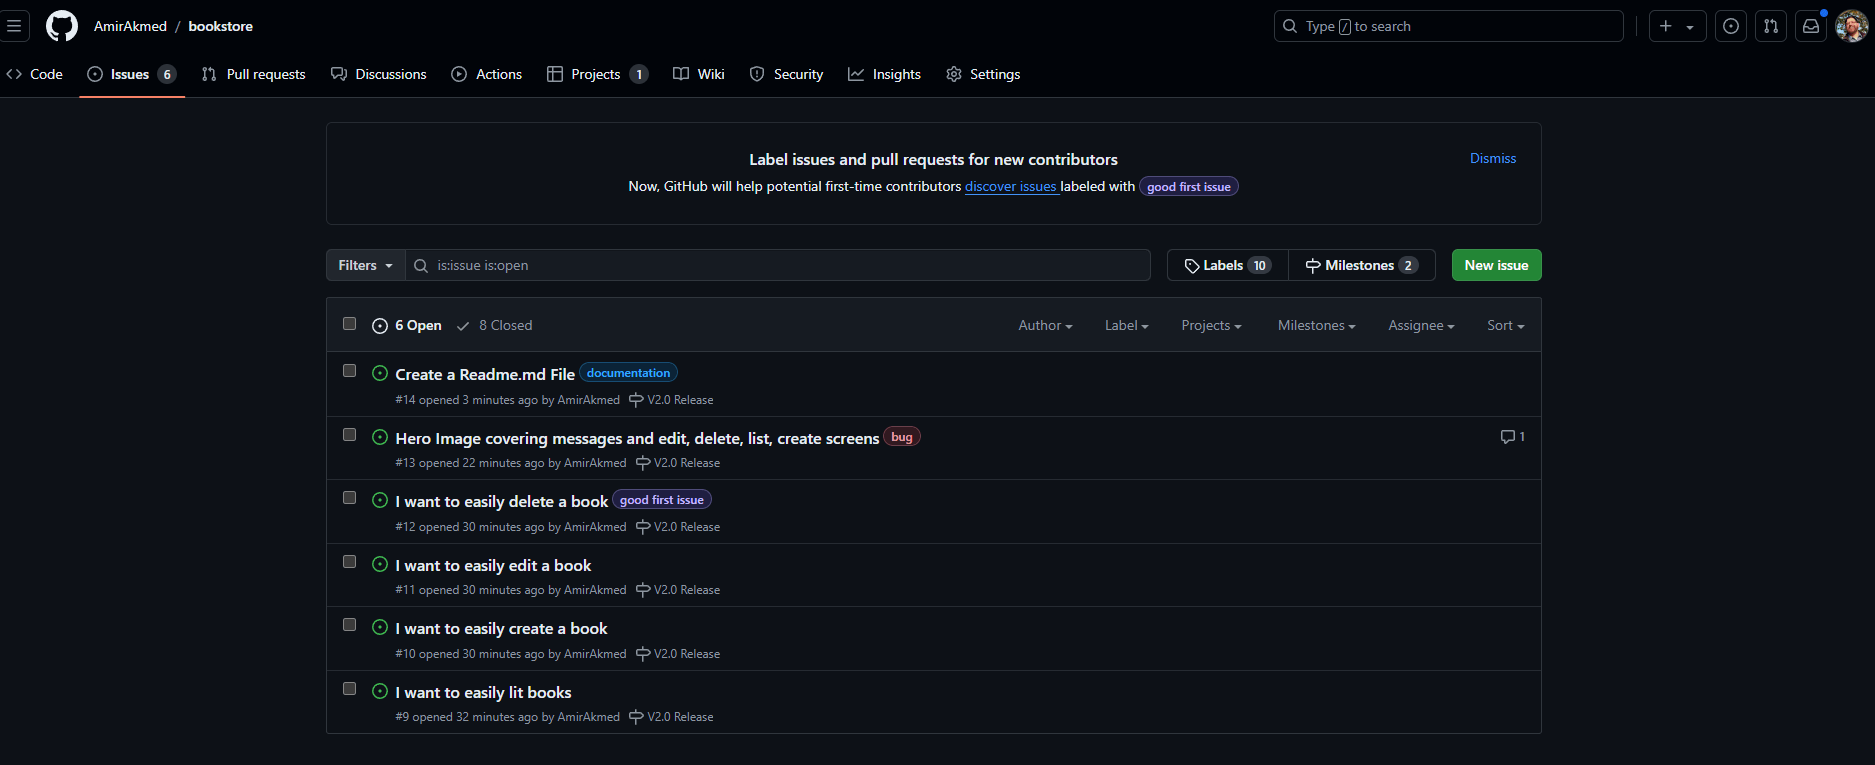 AmirAkmed / bookstore
Type / to search
Code Issues 6 Pull requests Discussions Actions Projects 1 Wiki Security Insights Settings
Label issues and pull requests for new contributors
Dismiss
Now, GitHub will help potential first-time contributors discover issues labeled with good first issue
Filters is:issue is:open Labels 10 Milestones 2 New issue
6 Open 8 Closed Author Label Projects Milestones Assignee Sort
Create a Readme.md File documentation
#14 opened 3 minutes ago by AmirAkmed V2.0 Release
Hero Image covering messages and edit, delete, list, create screens bug 1
#13 opened 22 minutes ago by AmirAkmed V2.0 Release
I want to easily delete a book good first issue
#12 opened 30 minutes ago by AmirAkmed V2.0 Release
I want to easily edit a book
#11 opened 30 minutes ago by AmirAkmed V2.0 Release
I want to easily create a book
#10 opened 30 minutes ago by AmirAkmed V2.0 Release
I want to easily lit books
#9 opened 32 minutes ago by AmirAkmed V2.0 Release